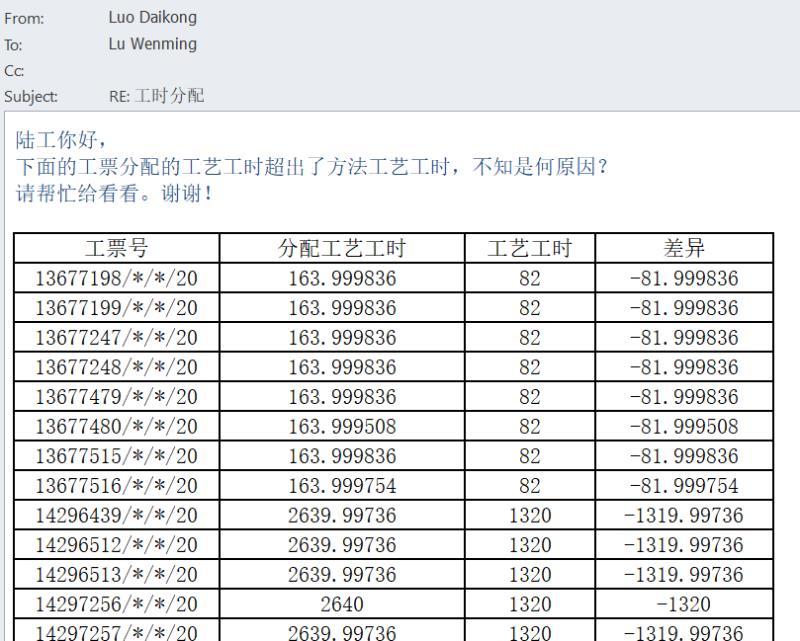 From: Luo Daikong
To: Lu Wenming
Cc:
Subject: RE: 工时分配
陆工你好，
下面的工票分配的工艺工时超出了方法工艺工时，不知是何原因？
请帮忙给看看。谢谢！
工票号 分配工艺工时 工艺工时 差异
13677198/*/*/20 163.999836 82 -81.999836
13677199/*/*/20 163.999836 82 -81.999836
13677247/*/*/20 163.999836 82 -81.999836
13677248/*/*/20 163.999836 82 -81.999836
13677479/*/*/20 163.999836 82 -81.999836
13677480/*/*/20 163.999508 82 -81.999508
13677515/*/*/20 163.999836 82 -81.999836
13677516/*/*/20 163.999754 82 -81.999754
14296439/*/*/20 2639.99736 1320 -1319.99736
14296512/*/*/20 2639.99736 1320 -1319.99736
14296513/*/*/20 2639.99736 1320 -1319.99736
14297256/*/*/20 2640 1320 -1320
14297257/*/*/20 2639.99736 1320 -1319.99736